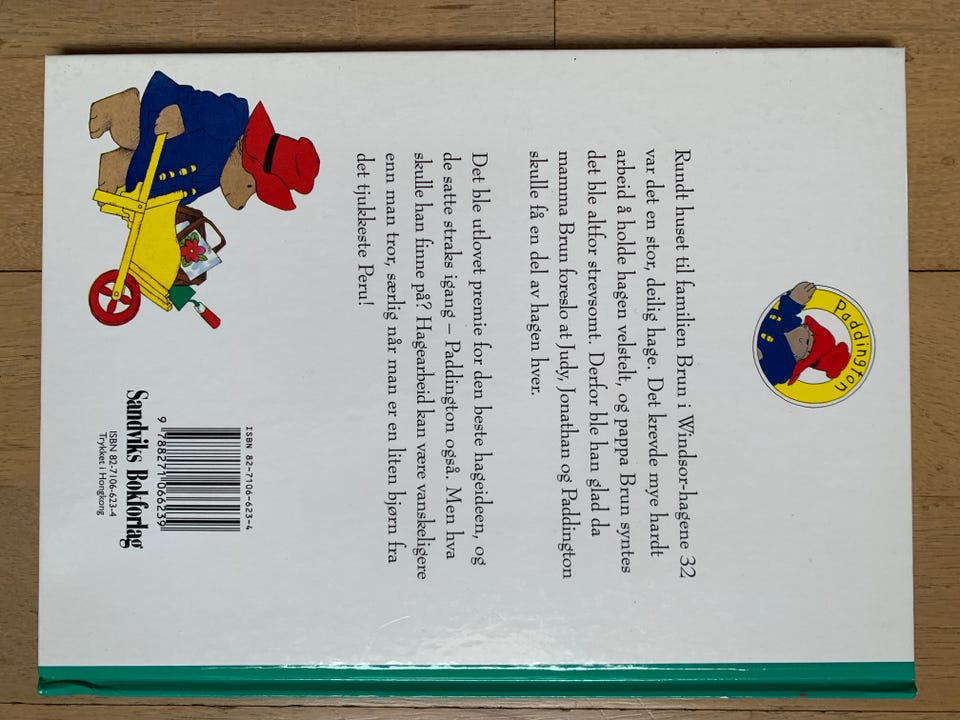 Paddington
Rundt huset til familien Brun i Windsor-hagene 32
var det en stor, deilig hage. Det krevde mye hardt
arbeid å holde hagen velstelt, og pappa Brun syntes
det ble altfor strevsomt. Derfor ble han glad da
mamma Brun foreslo at Judy, Jonathan og Paddington
skulle få en del av hagen hver.
Det ble utlovet premie for den beste hageideen, og
de satte straks igang – Paddington også. Men hva
skulle han finne på? Hagearbeid kan være vanskeligere
enn man tror, særlig når man er en liten bjørn fra
det tjukkeste Peru!
ISBN 82-7106-623-4
9 788271 066239
Sandviks Bokforlag
ISBN 82-7106-623-4
Trykket i Hongkong